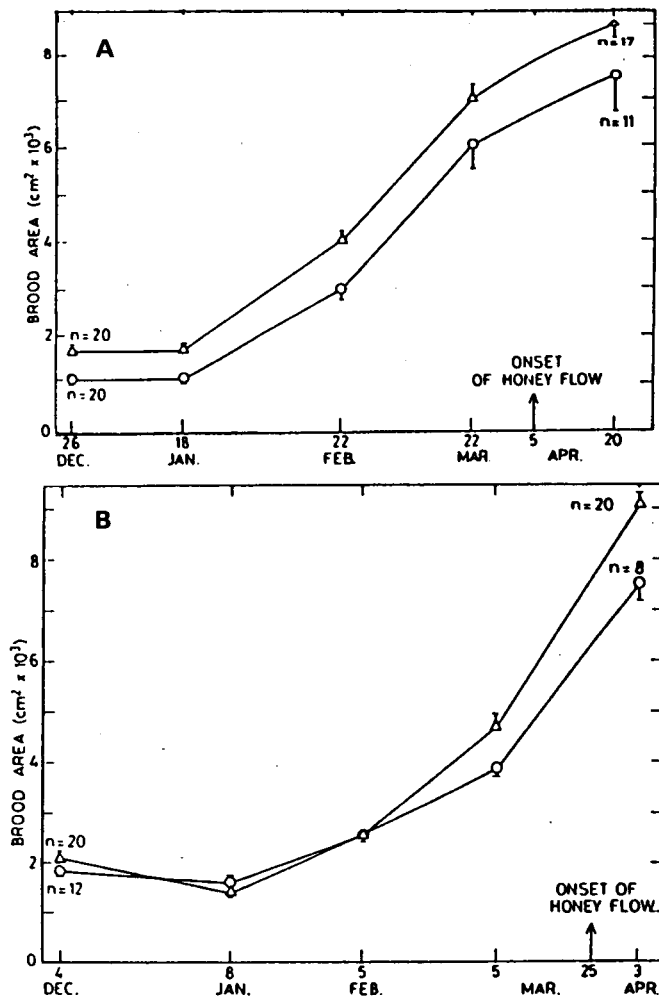 A
BROOD AREA (cm² x 10³)
8
6
4
2
0
n=17
n=11
n=20
n=20
ONSET
OF HONEY FLOW
26 18 22 22 5 20
DEC. JAN. FEB. MAR. APR.
B
BROOD AREA (cm² x 10³)
8
6
4
2
0
n=20
n=8
n=20
n=12
ONSET OF
HONEY FLOW
4 8 5 5 25 3
DEC. JAN. FEB. MAR. APR.